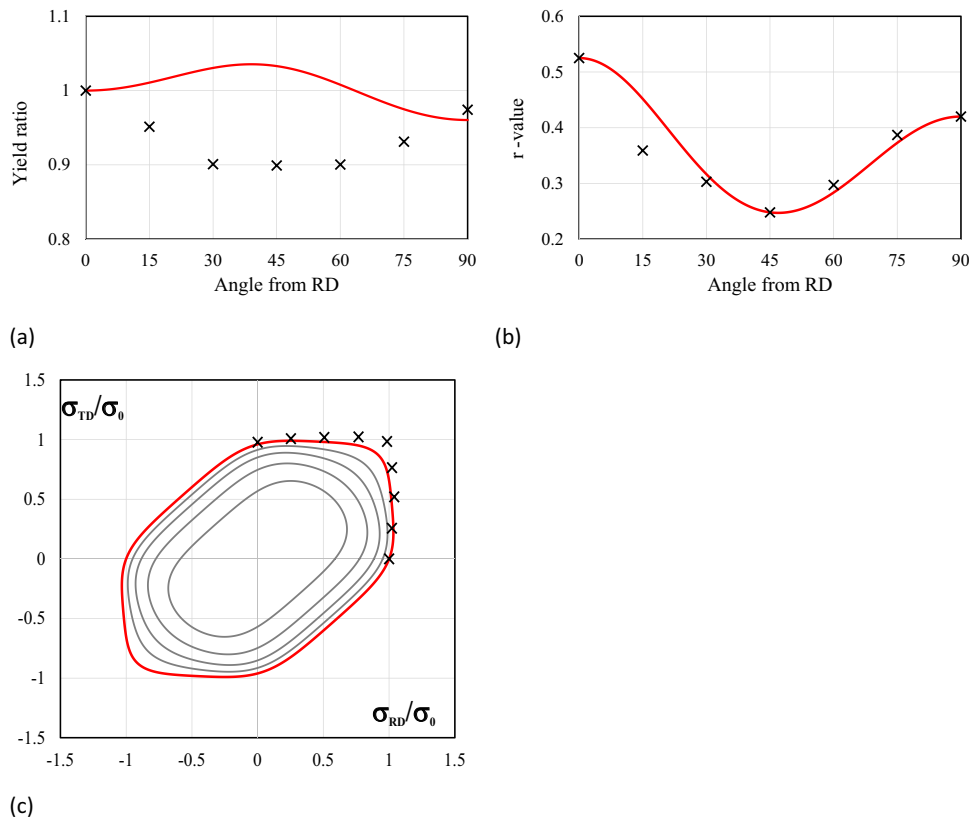 1.1
1
0.9
0.8
Yield ratio
0 15 30 45 60 75 90
Angle from RD
(a)
0.6
0.5
0.4
0.3
0.2
r -value
0 15 30 45 60 75 90
Angle from RD
(b)
1.5
1
0.5
0
-0.5
-1
-1.5
σTD/σ0
σRD/σ0
-1.5 -1 -0.5 0 0.5 1 1.5
(c)